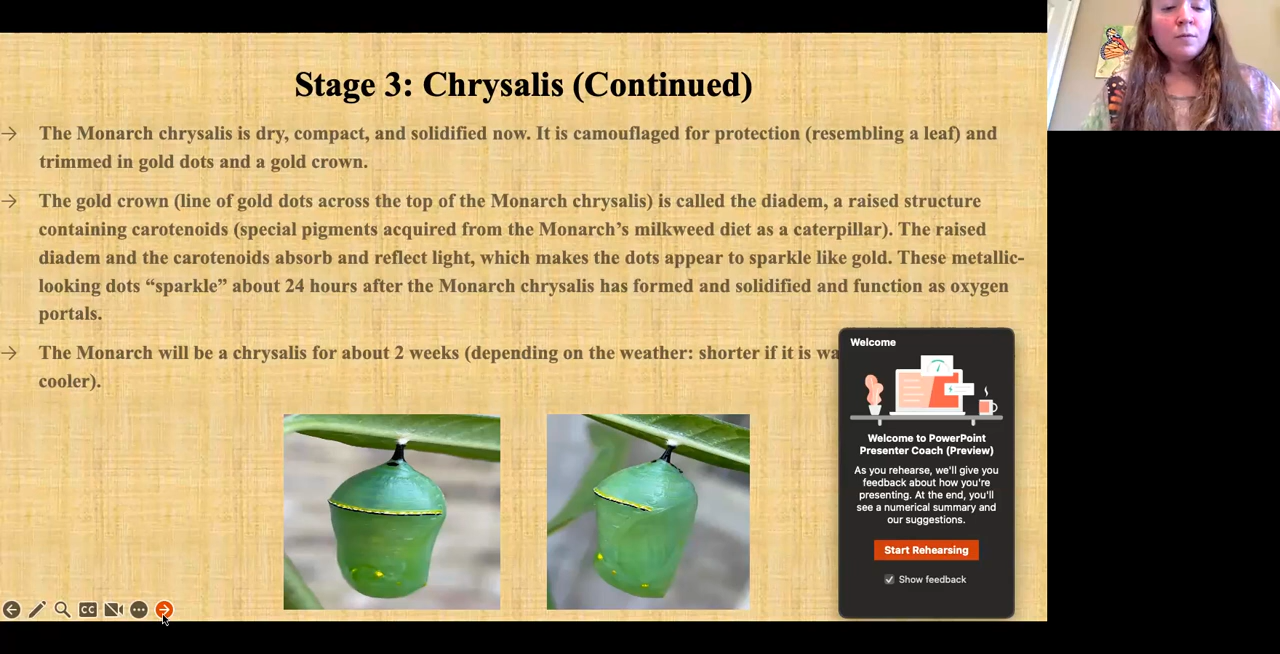 Stage 3: Chrysalis (Continued)
→ The Monarch chrysalis is dry, compact, and solidified now. It is camouflaged for protection (resembling a leaf) and
trimmed in gold dots and a gold crown.
→ The gold crown (line of gold dots across the top of the Monarch chrysalis) is called the diadem, a raised structure
containing carotenoids (special pigments acquired from the Monarch’s milkweed diet as a caterpillar). The raised
diadem and the carotenoids absorb and reflect light, which makes the dots appear to sparkle like gold. These metallic-
looking dots “sparkle” about 24 hours after the Monarch chrysalis has formed and solidified and function as oxygen
portals.
→ The Monarch will be a chrysalis for about 2 weeks (depending on the weather: shorter if it is
cooler).
Welcome
Welcome to PowerPoint
Presenter Coach (Preview)
As you rehearse, we'll give you
feedback about how you're
presenting. At the end, you'll
see a numerical summary and
our suggestions.
Start Rehearsing
Show feedback
CC